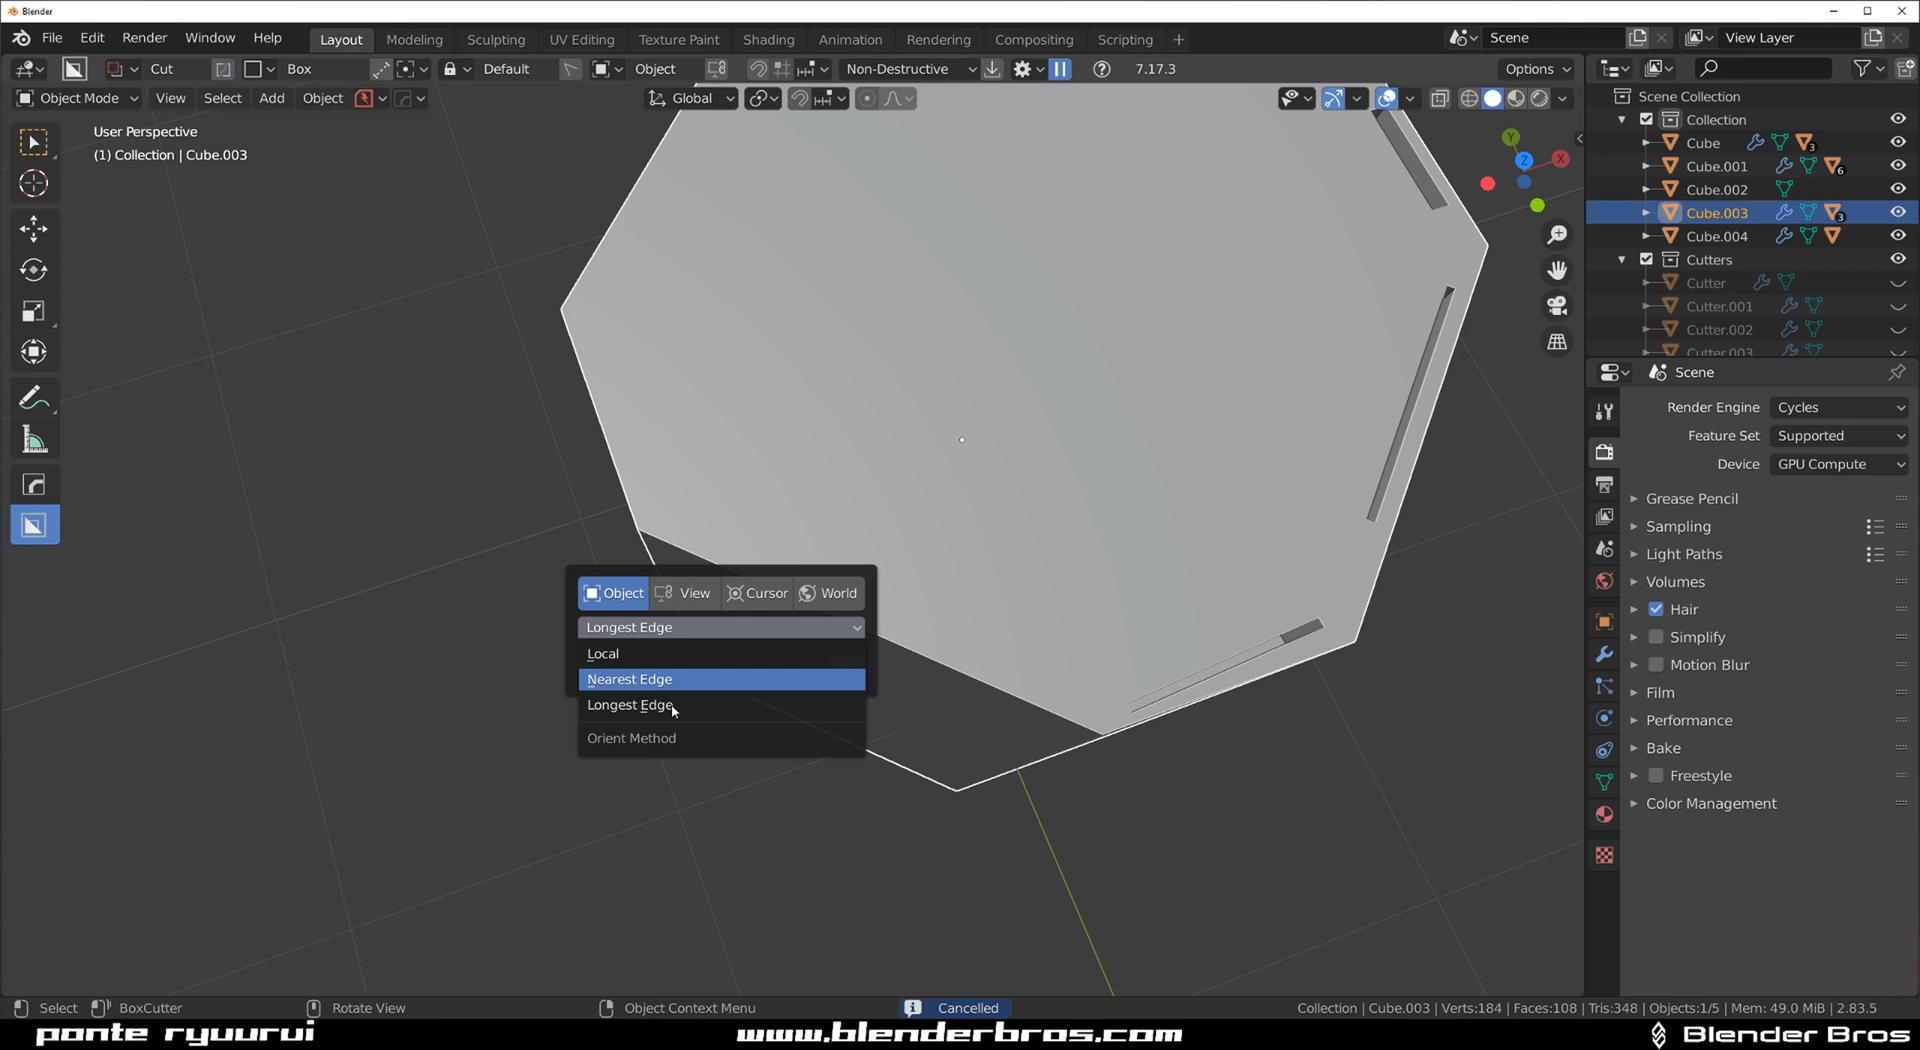 Blender
File Edit Render Window Help Layout Modeling Sculpting UV Editing Texture Paint Shading Animation Rendering Compositing Scripting + Scene View Layer
Cut Box Default Object Non-Destructive 7.17.3 Options
Object Mode View Select Add Object Global
User Perspective
(1) Collection | Cube.003
Y
Z
X
Scene Collection
Collection
Cube 3
Cube.001 6
Cube.002
Cube.003 3
Cube.004
Cutters
Cutter
Cutter.001
Cutter.002
Cutter.003
Scene
Render Engine Cycles
Feature Set Supported
Device GPU Compute
Grease Pencil
Sampling
Light Paths
Volumes
Hair
Simplify
Motion Blur
Film
Performance
Bake
Freestyle
Color Management
Object View Cursor World
Longest Edge
Local
Nearest Edge
Longest Edge
Orient Method
Select BoxCutter Rotate View Object Context Menu Cancelled Collection | Cube.003 | Verts:184 | Faces:108 | Tris:348 | Objects:1/5 | Mem: 49.0 MiB | 2.83.5
ponte ryuurui www.blenderbros.com Blender Bros